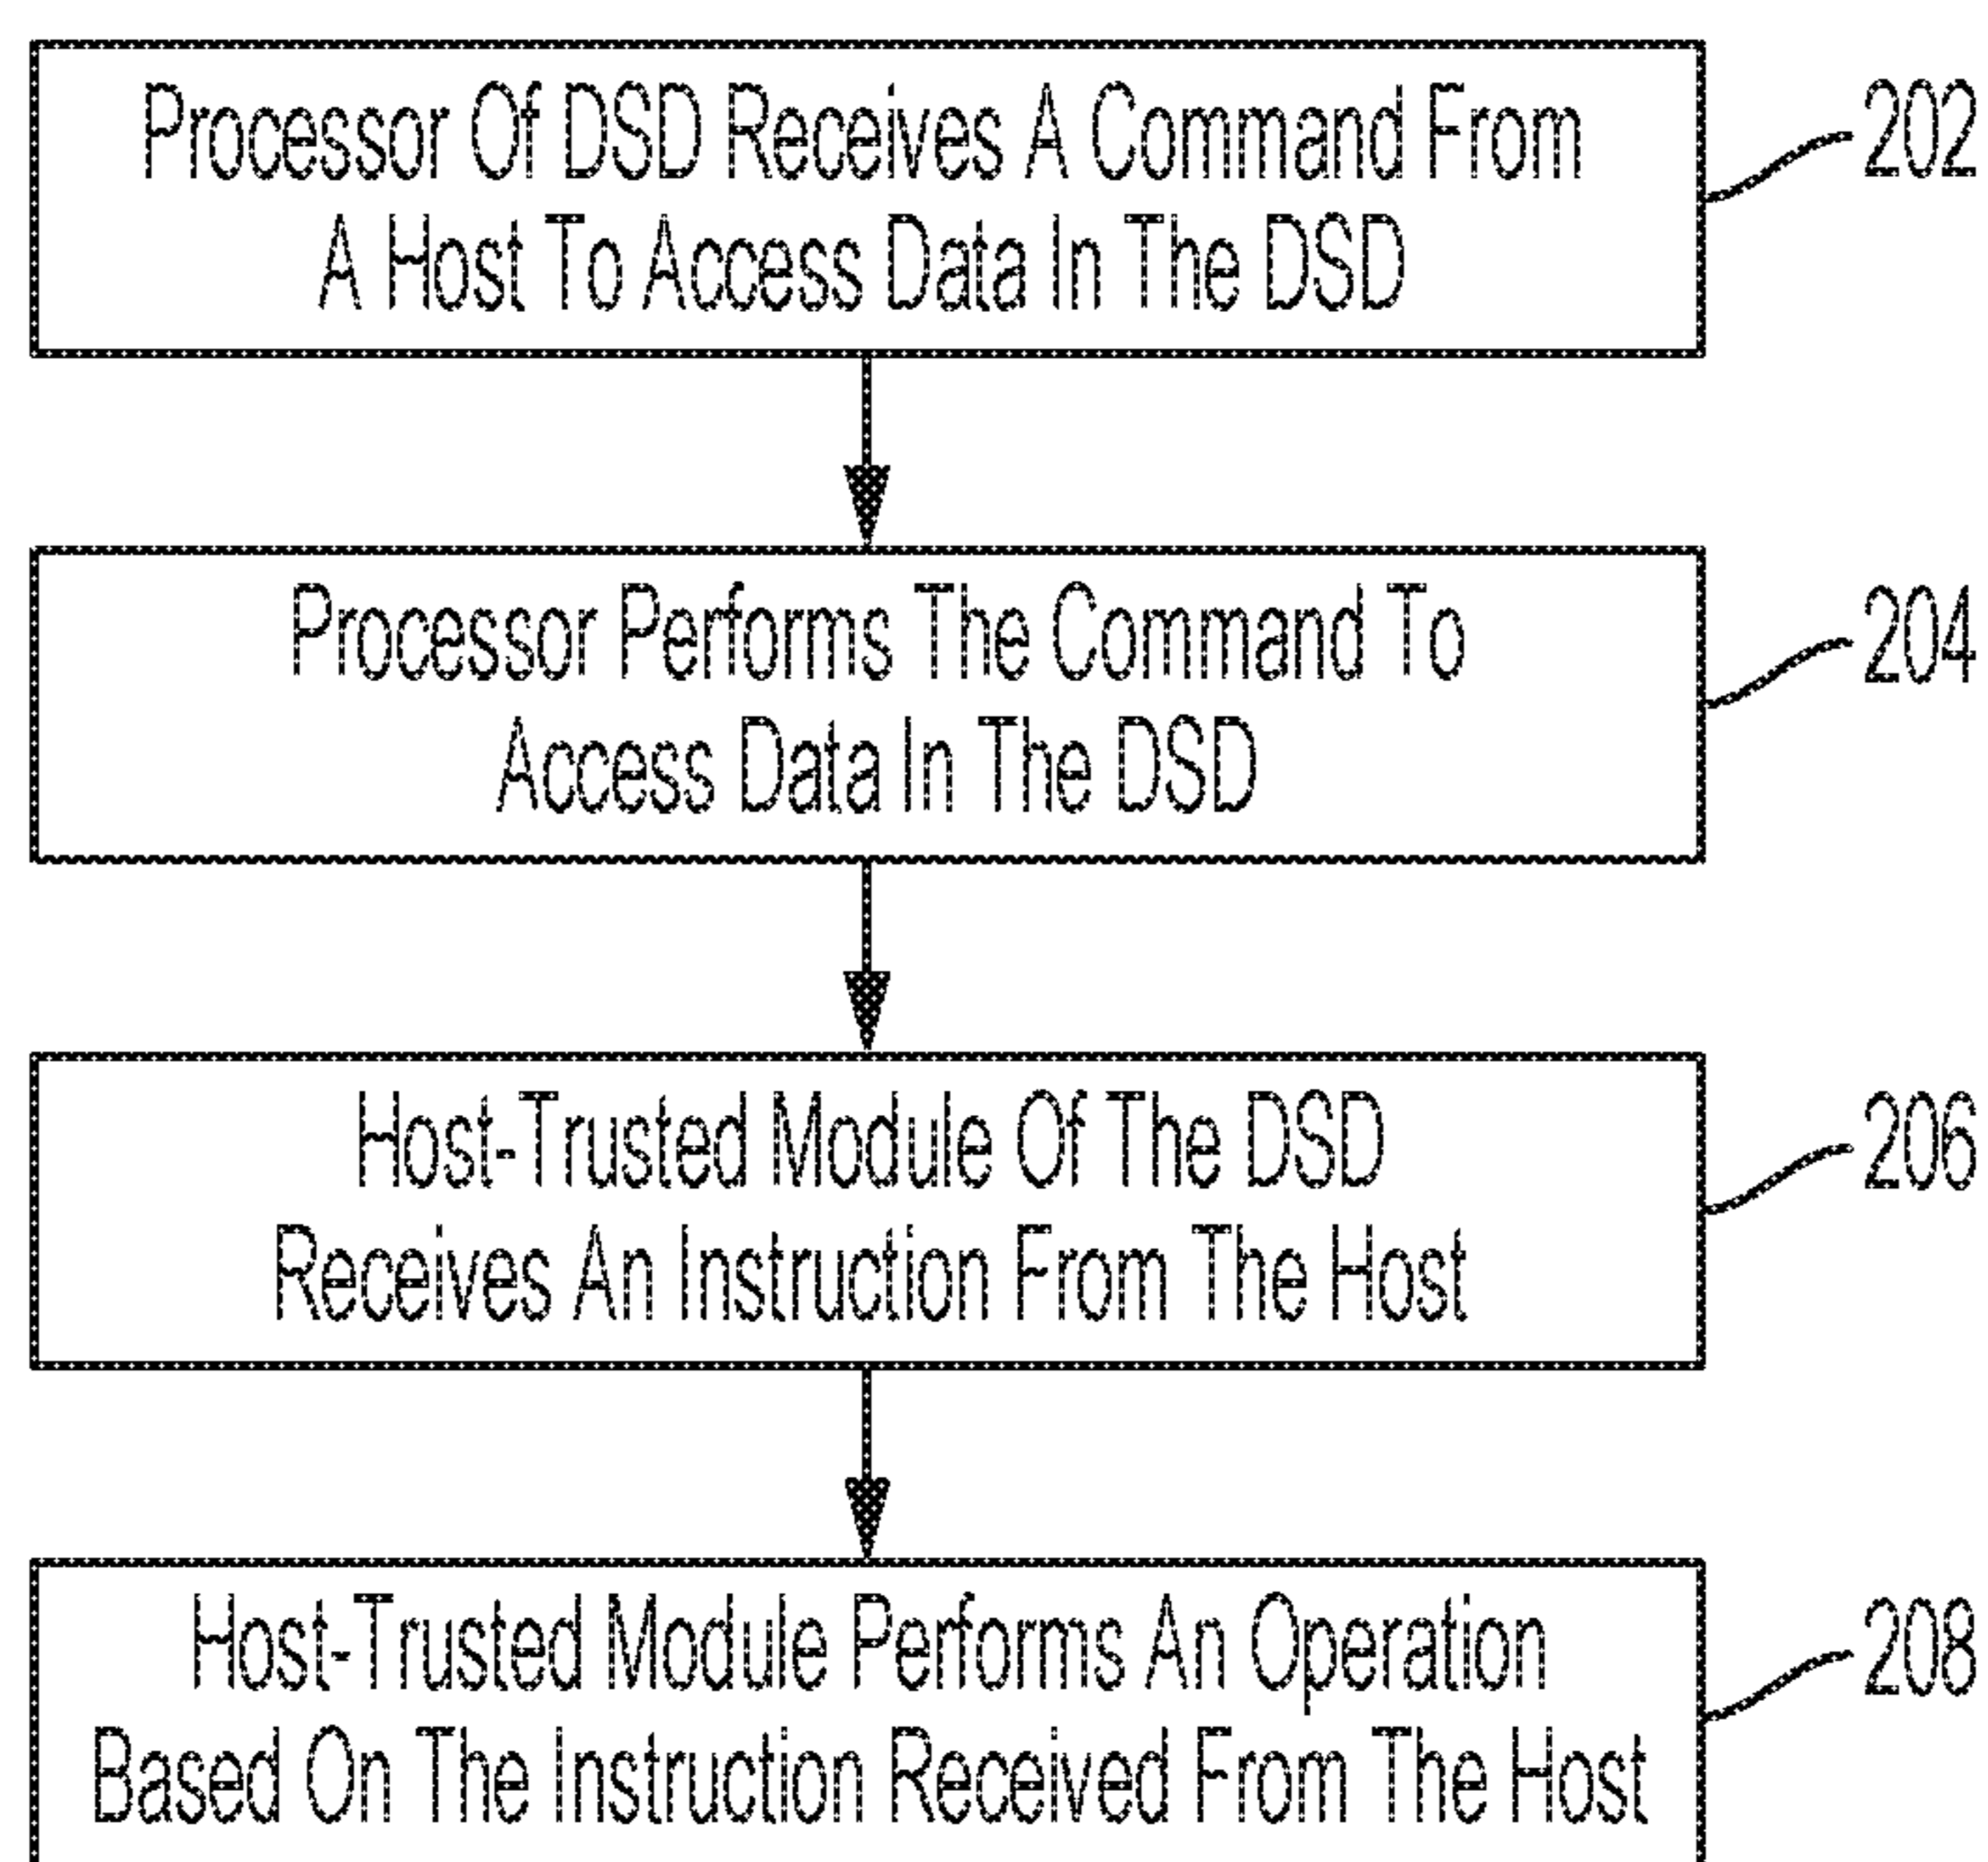 Processor Of DSD Receives A Command From
A Host To Access Data In The DSD
202
Processor Performs The Command To
Access Data In The DSD
204
Host-Trusted Module Of The DSD
Receives An Instruction From The Host
206
Host-Trusted Module Performs An Operation
Based On The Instruction Received From The Host
208